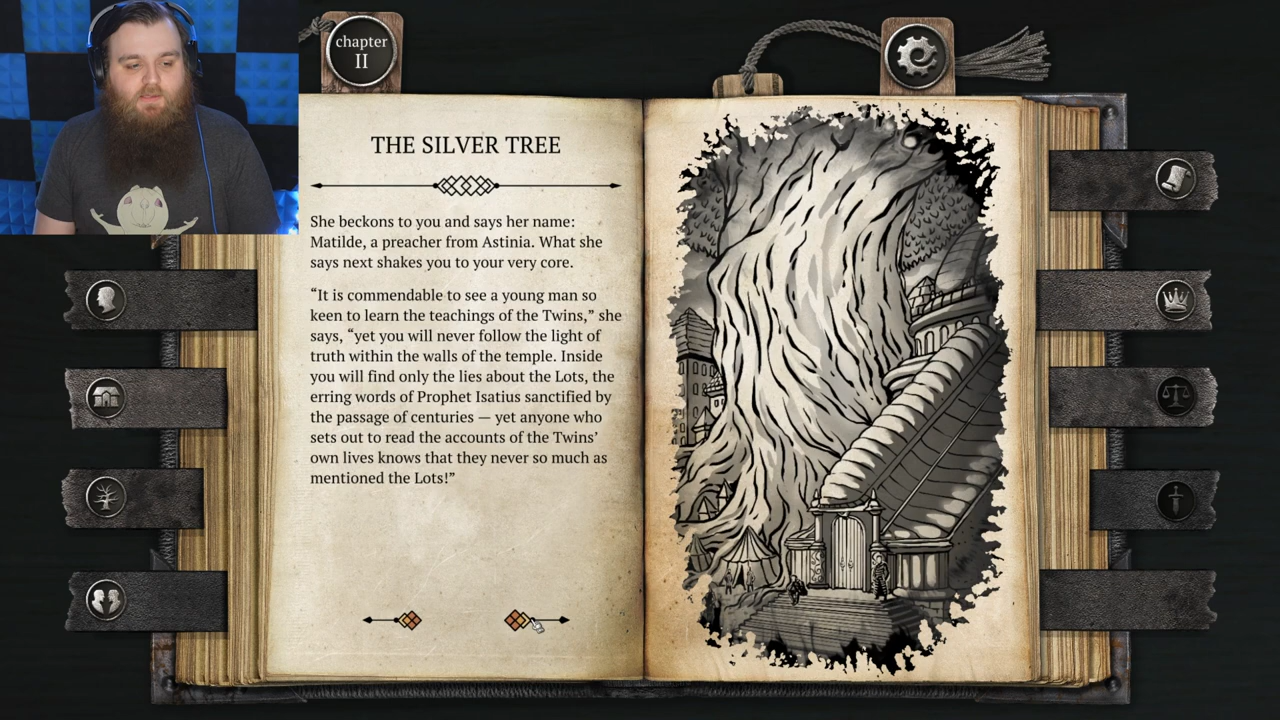 chapter
II
THE SILVER TREE
She beckons to you and says her name:
Matilde, a preacher from Astinia. What she
says next shakes you to your very core.
“It is commendable to see a young man so
keen to learn the teachings of the Twins,” she
says, “yet you will never follow the light of
truth within the walls of the temple. Inside
you will find only the lies about the Lots, the
erring words of Prophet Isatius sanctified by
the passage of centuries — yet anyone who
sets out to read the accounts of the Twins’
own lives knows that they never so much as
mentioned the Lots!”